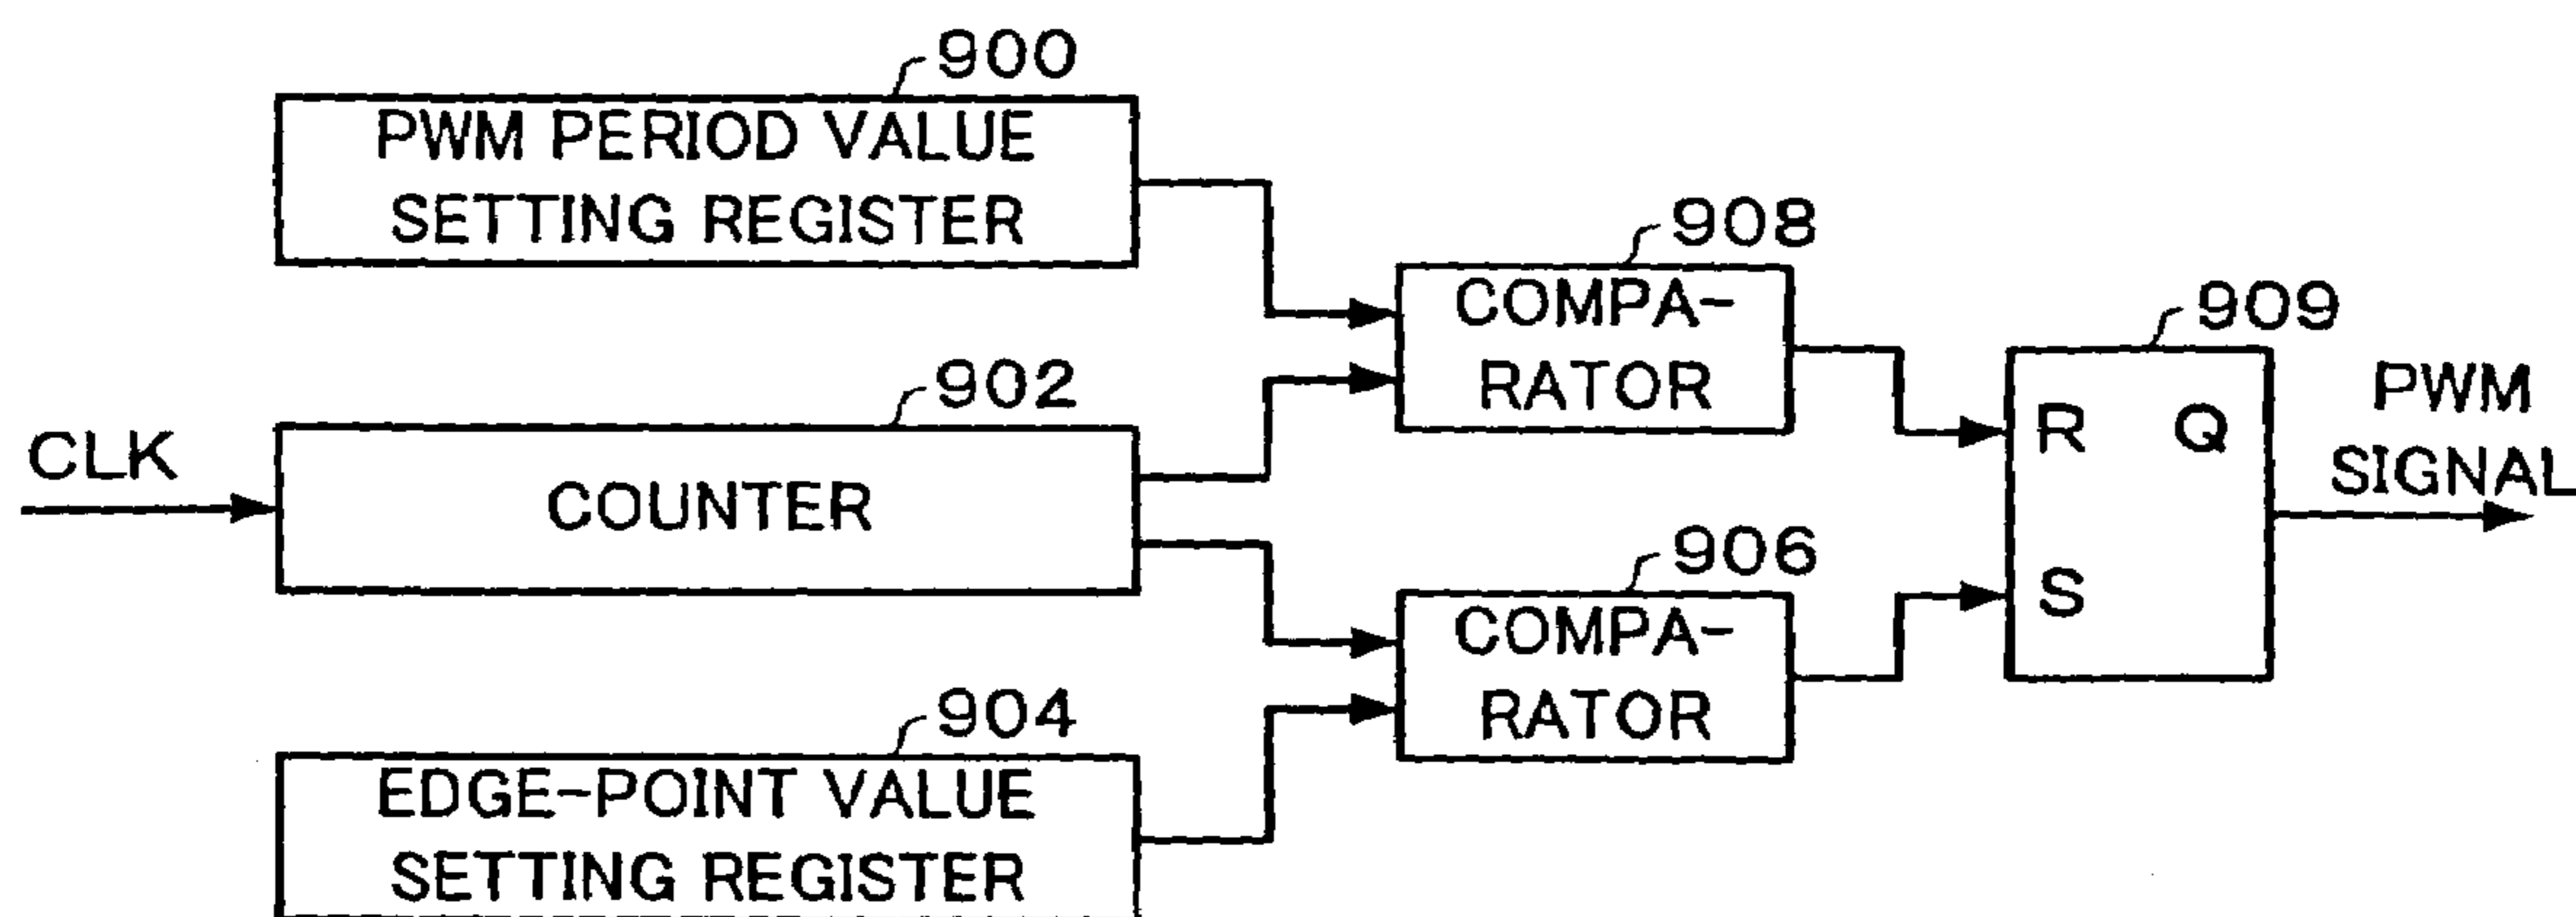 900
PWM PERIOD VALUE
SETTING REGISTER
908
COMPA-
RATOR
909
PWM
SIGNAL
R Q
S
902
CLK
COUNTER
906
COMPA-
RATOR
904
EDGE-POINT VALUE
SETTING REGISTER